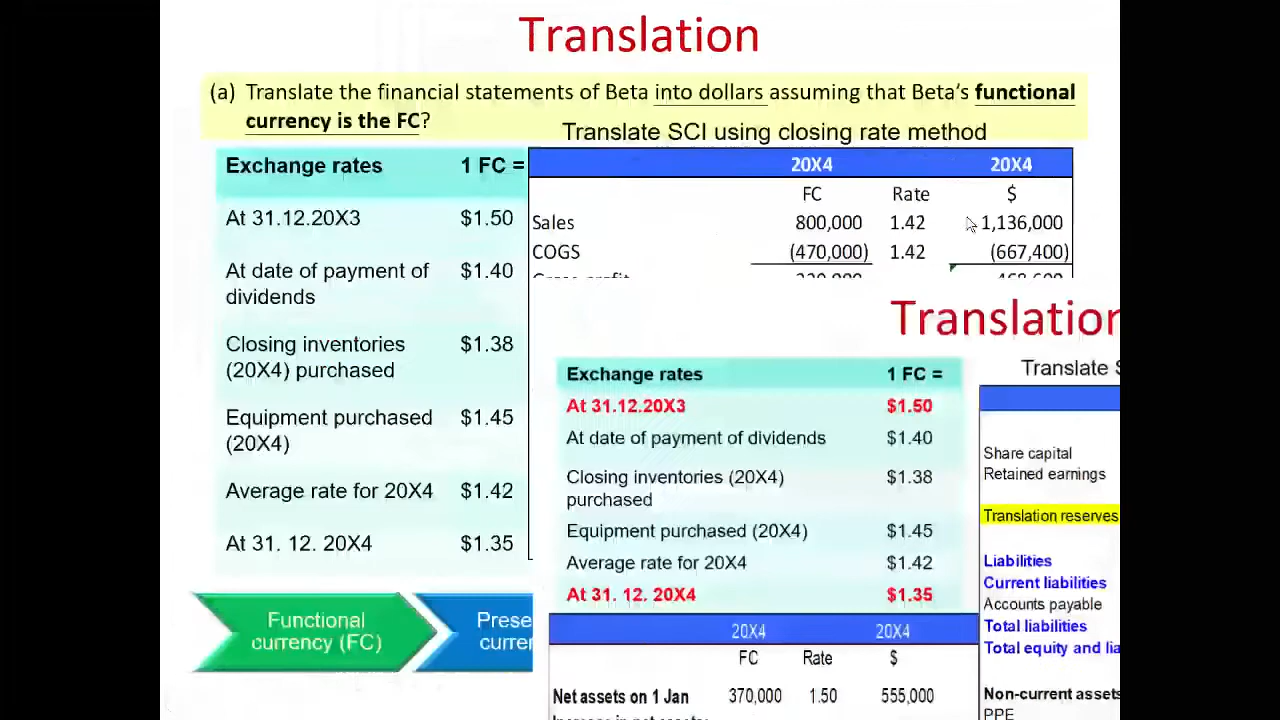 Translation
(a) Translate the financial statements of Beta into dollars assuming that Beta's functional
currency is the FC?
Translate SCI using closing rate method
Exchange rates 1 FC =
At 31.12.20X3 $1.50
At date of payment of $1.40
dividends
Closing inventories $1.38
(20X4) purchased
Equipment purchased $1.45
(20X4)
Average rate for 20X4 $1.42
At 31. 12. 20X4 $1.35
20X4 20X4
FC Rate $
Sales 800,000 1.42 1,136,000
COGS (470,000) 1.42 (667,400)
Functional
currency (FC)
Translation
Exchange rates 1 FC =
At 31.12.20X3 $1.50
At date of payment of dividends $1.40
Closing inventories (20X4) $1.38
purchased
Equipment purchased (20X4) $1.45
Average rate for 20X4 $1.42
At 31. 12. 20X4 $1.35
20X4 20X4
FC Rate $
Net assets on 1 Jan 370,000 1.50 555,000
Translate
Share capital
Retained earnings
Translation reserves
Liabilities
Current liabilities
Accounts payable
Total liabilities
Total equity and lia
Non-current assets
PPE